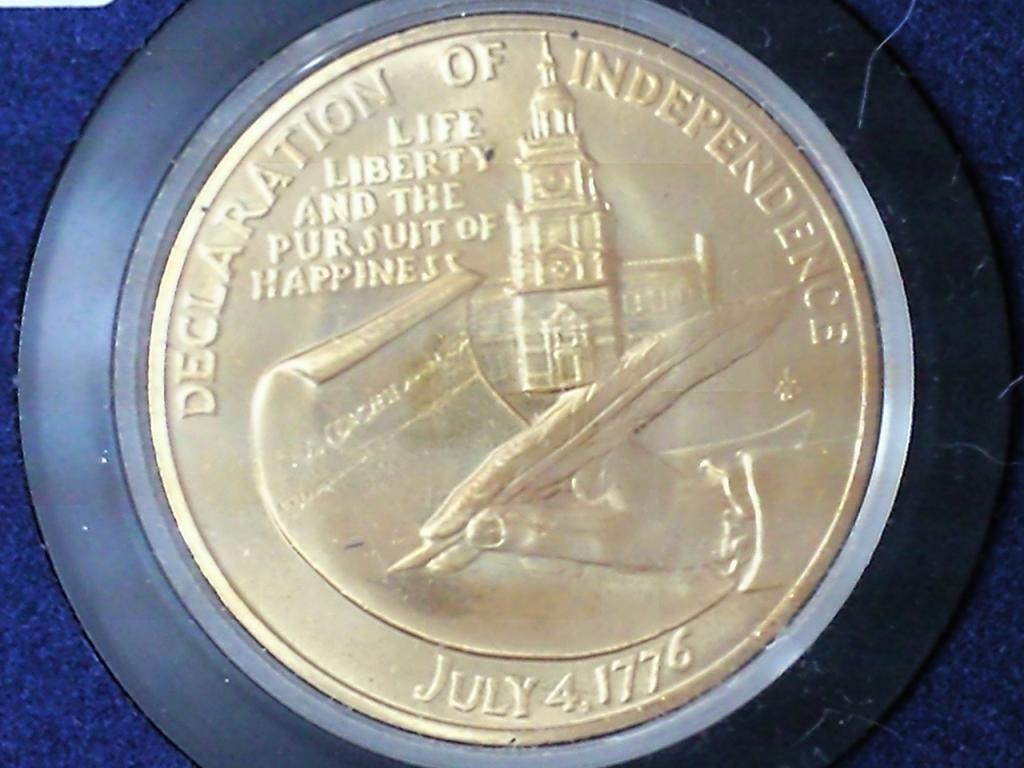 DECLARATION OF INDEPENDENCE
LIFE
LIBERTY
AND THE
PURSUIT OF
HAPPINESS
JULY 4, 1776